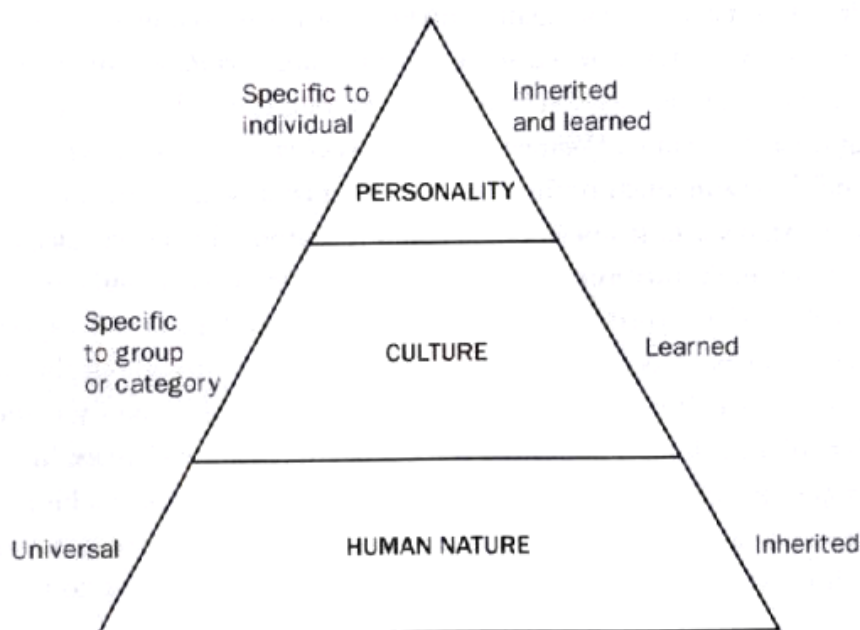 Specific to
individual
Inherited
and learned
PERSONALITY
Specific
to group
or category
CULTURE
Learned
Universal
HUMAN NATURE
Inherited